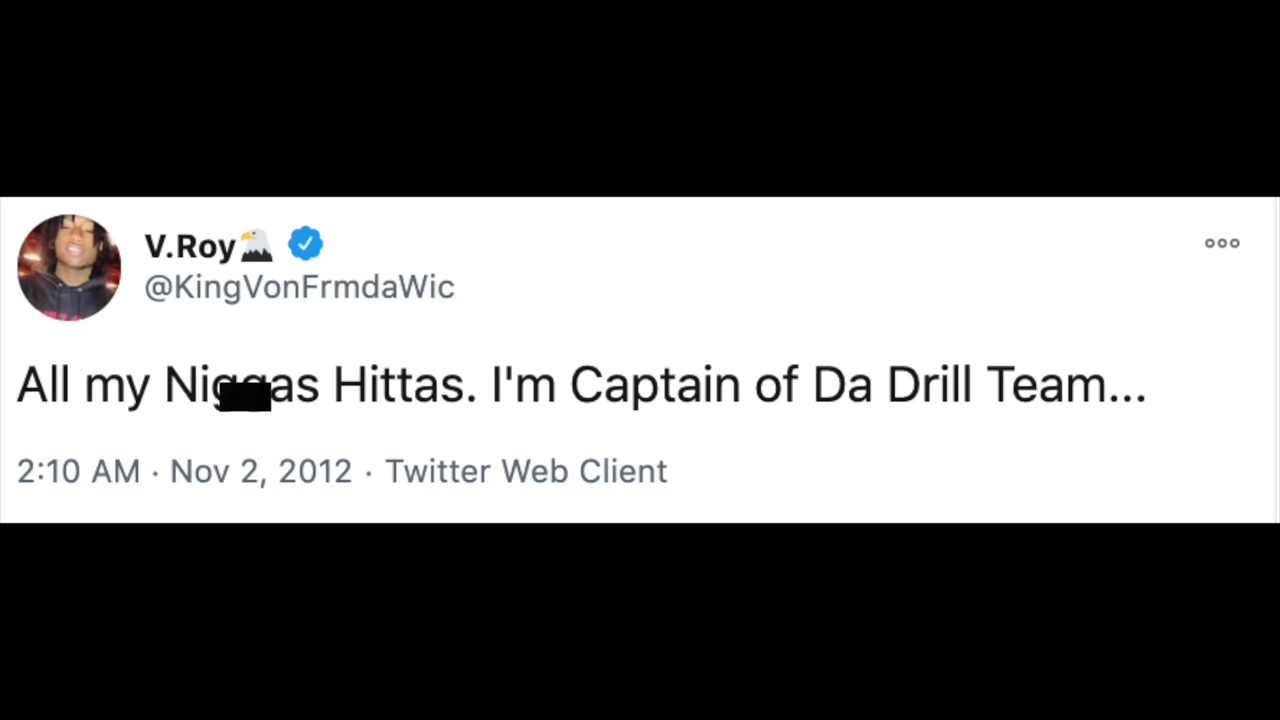 V.Roy🦅
@KingVonFrmdaWic
All my Niggas Hittas. I'm Captain of Da Drill Team...
2:10 AM · Nov 2, 2012 · Twitter Web Client